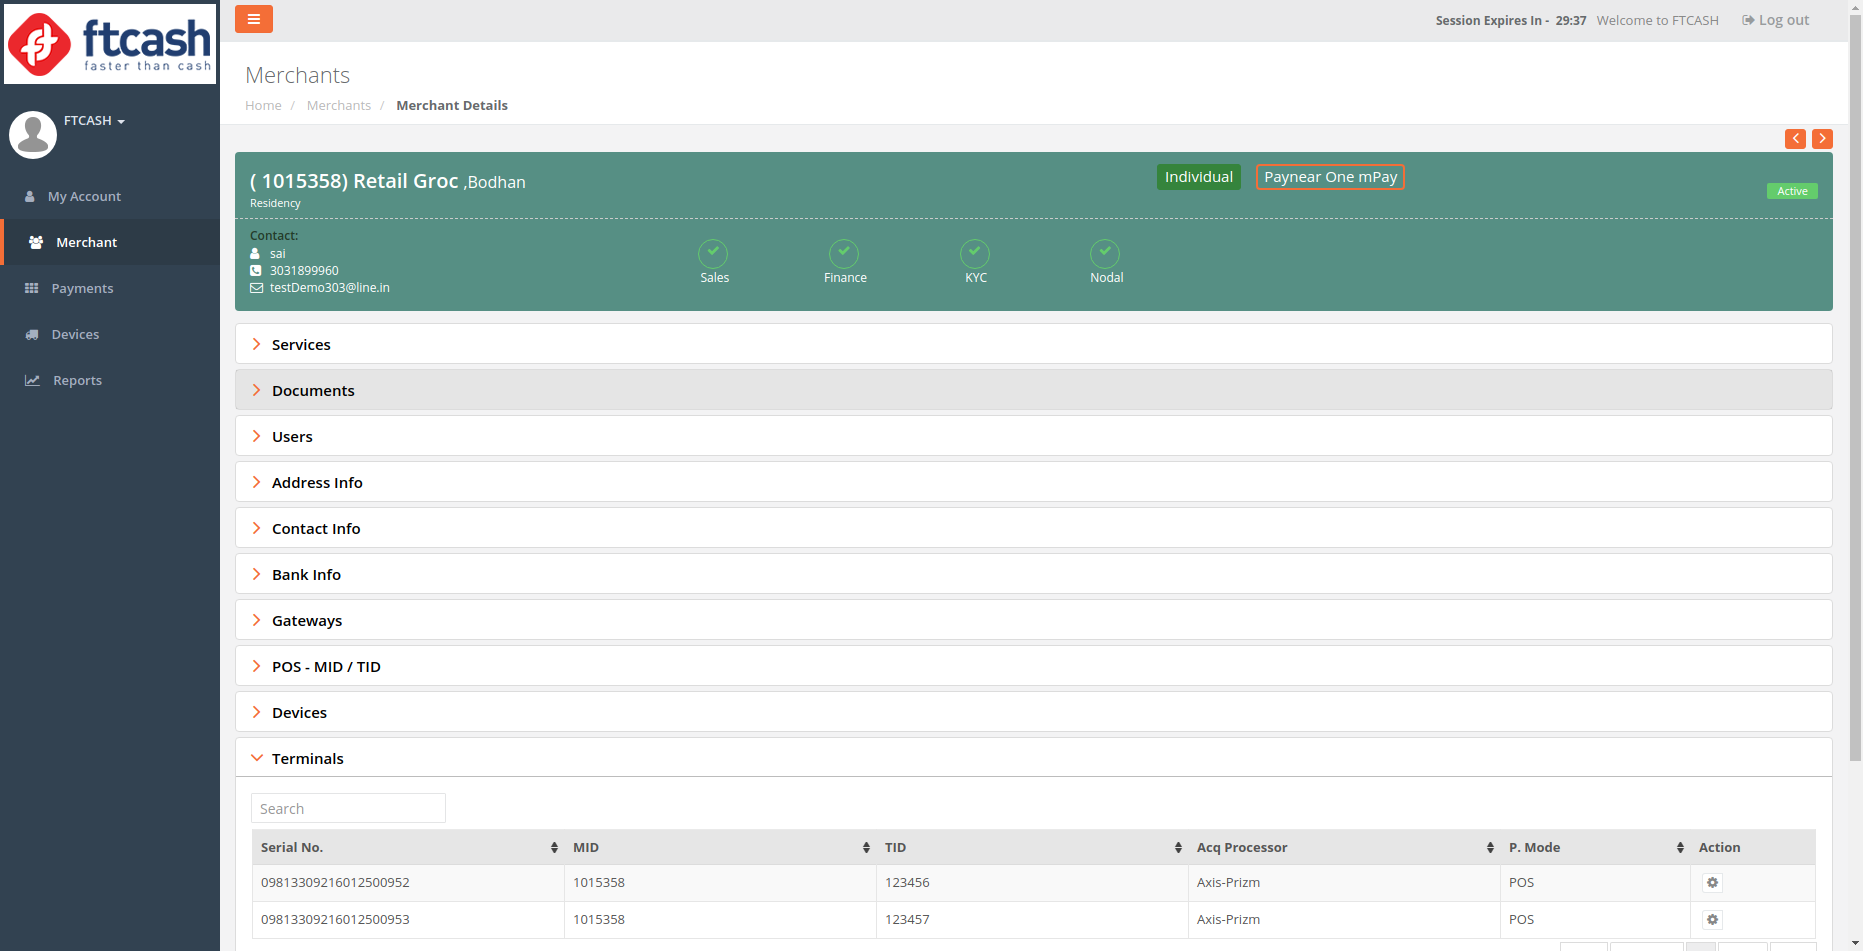 ftcash
faster than cash
Session Expires In - 29:37 Welcome to FTCASH Log out
Merchants
Home / Merchants / Merchant Details
FTCASH
My Account
Merchant
Payments
Devices
Reports
( 1015358) Retail Groc ,Bodhan
Residency
Individual
Paynear One mPay
Active
Contact:
sai
3031899960
testDemo303@line.in
Sales
Finance
KYC
Nodal
Services
Documents
Users
Address Info
Contact Info
Bank Info
Gateways
POS - MID / TID
Devices
Terminals
Search
Serial No. MID TID Acq Processor P. Mode Action
09813309216012500952 1015358 123456 Axis-Prizm POS
09813309216012500953 1015358 123457 Axis-Prizm POS